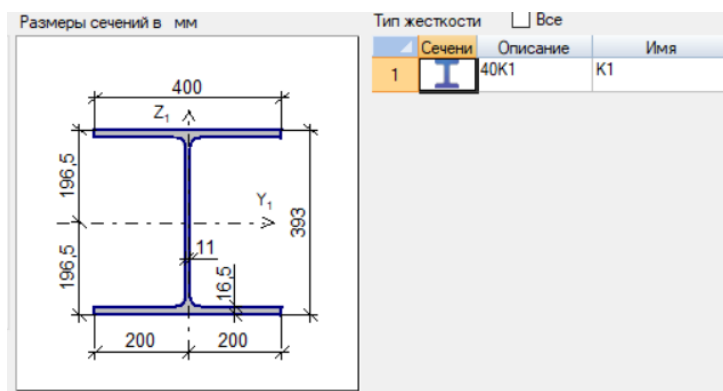 Размеры сечений в мм
400
Z1
196,5
Y1
393
11
196,5
16,5
200
200
Тип жесткости Все
Сечени Описание Имя
1 40К1 К1